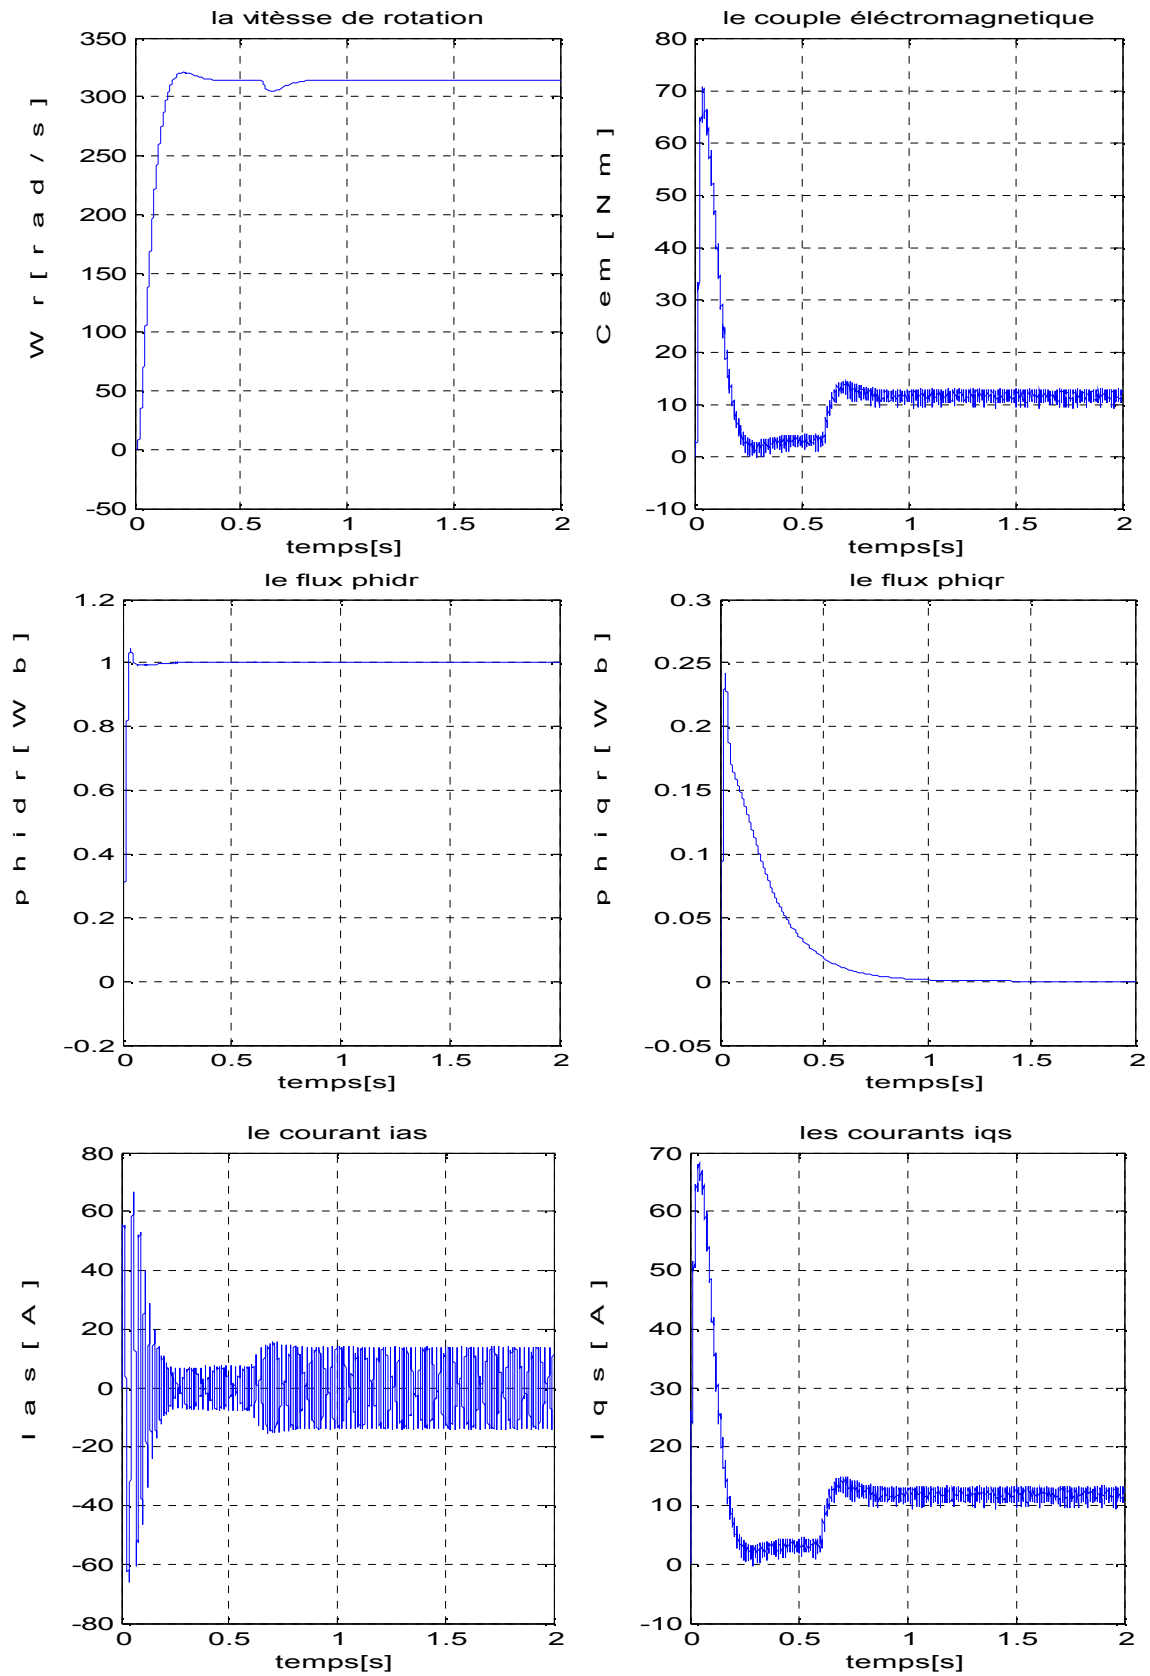 la vitèsse de rotation
350
300
250
200
150
100
50
0
-50
0 0.5 1 1.5 2
temps[s]
W r [ r a d / s ]
le couple éléctromagnetique
80
70
60
50
40
30
20
10
0
-10
0 0.5 1 1.5 2
temps[s]
C e m [ N m ]
le flux phidr
1.2
1
0.8
0.6
0.4
0.2
0
-0.2
0 0.5 1 1.5 2
temps[s]
p h i d r [ W b ]
le flux phiqr
0.3
0.25
0.2
0.15
0.1
0.05
0
-0.05
0 0.5 1 1.5 2
temps[s]
p h i q r [ W b ]
le courant ias
80
60
40
20
0
-20
-40
-60
-80
0 0.5 1 1.5 2
temps[s]
I a s [ A ]
les courants iqs
70
60
50
40
30
20
10
0
-10
0 0.5 1 1.5 2
temps[s]
I q s [ A ]